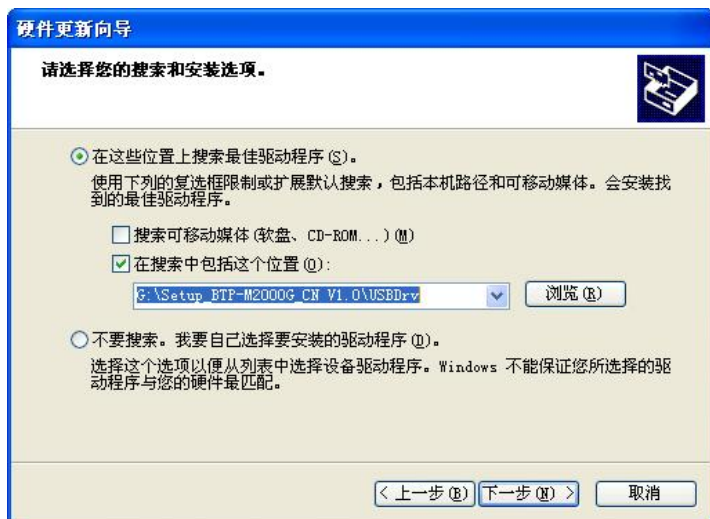 硬件更新向导
请选择您的搜索和安装选项。
在这些位置上搜索最佳驱动程序(S)。
使用下列的复选框限制或扩展默认搜索，包括本机路径和可移动媒体。会安装找
到的最佳驱动程序。
搜索可移动媒体(软盘、CD-ROM...)(M)
在搜索中包括这个位置(O):
G:\Setup_BTP-M2000G_CN V1.0\USBDrv
浏览(R)
不要搜索。我要自己选择要安装的驱动程序(D)。
选择这个选项以便从列表中选择设备驱动程序。Windows 不能保证您所选择的驱
动程序与您的硬件最匹配。
< 上一步(B)
下一步(N) >
取消